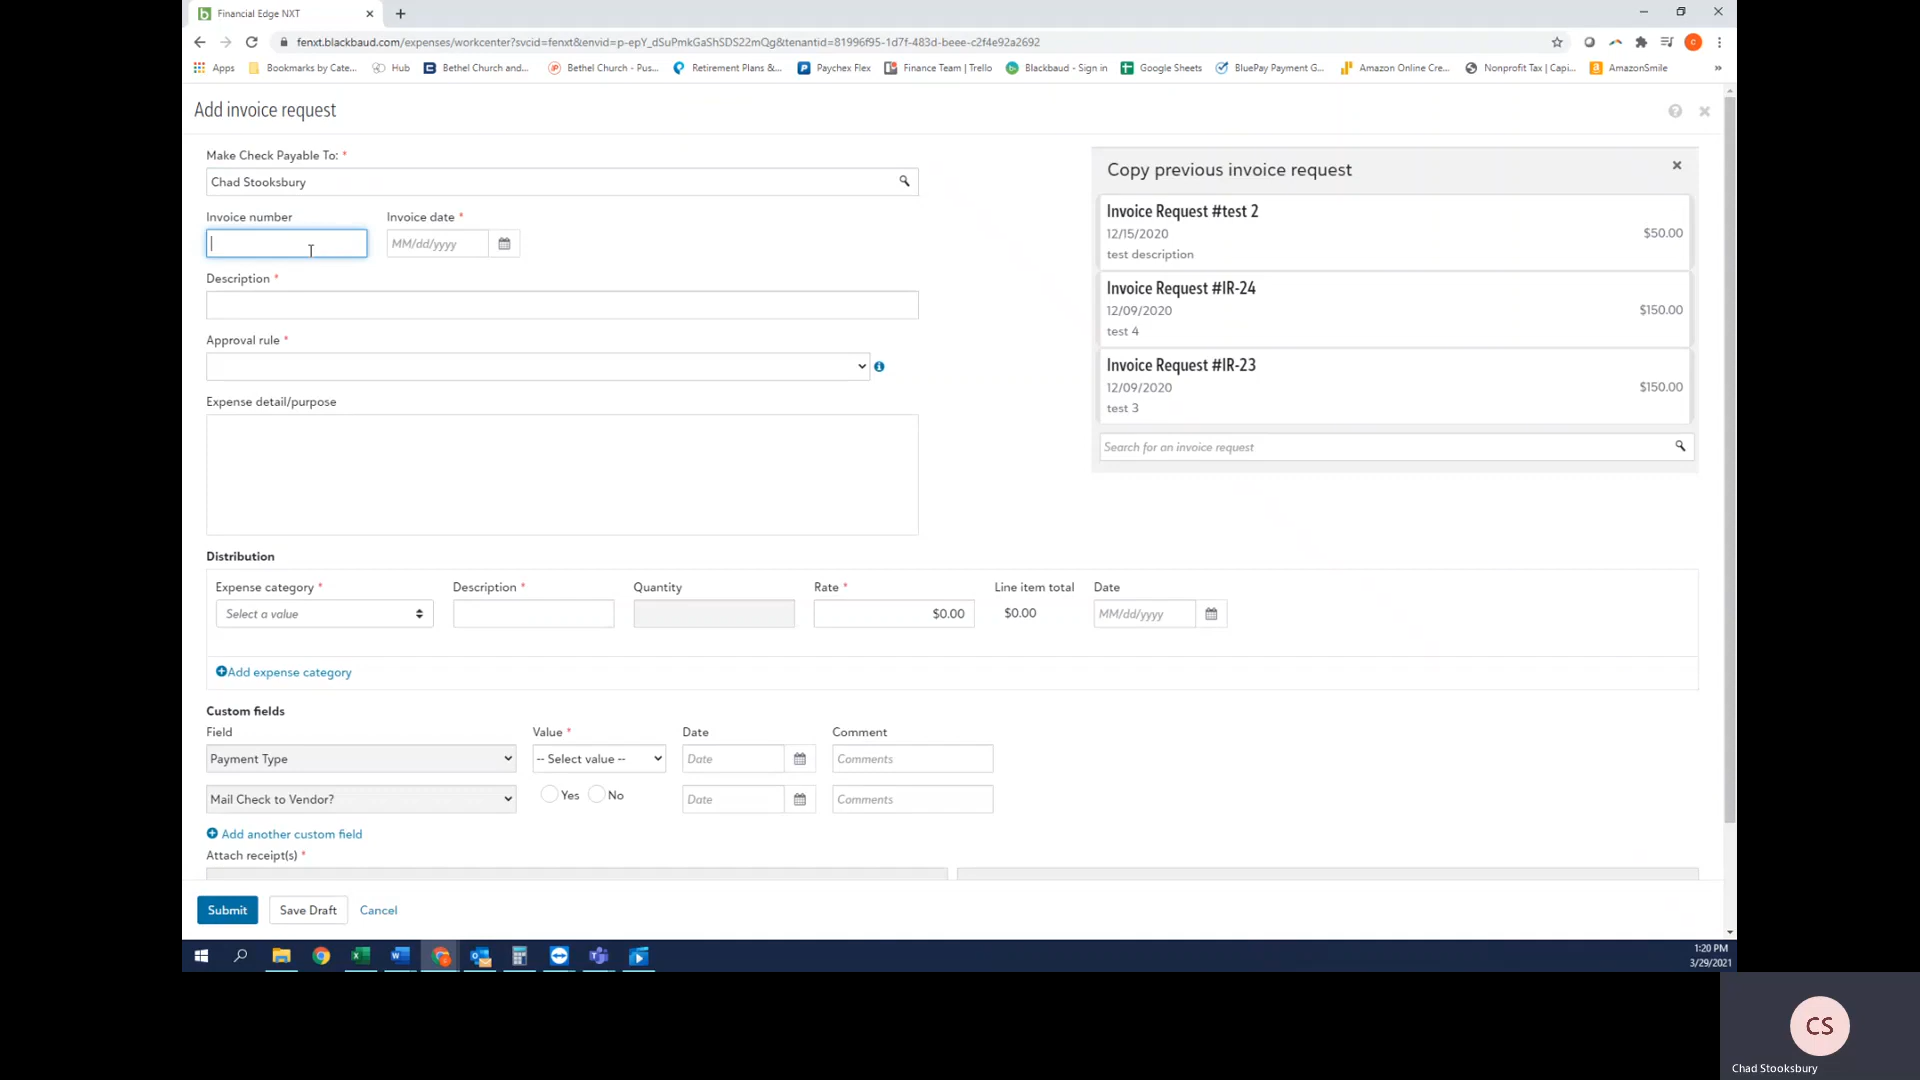 Financial Edge NXT
fenxt.blackbaud.com/expenses/workcenter?svcid=fenxt&envid=p-epY_dSuPmkGaShSDS22mQg&tenantid=81996f95-1d7f-483d-beee-c2f4e92a2692
C
Apps Bookmarks by Cate... Hub Bethel Church and... Bethel Church - Pus... Retirement Plans &... Paychex Flex Finance Team | Trello Blackbaud - Sign in Google Sheets BluePay Payment G... Amazon Online Cre... Nonprofit Tax | Capi... AmazonSmile »
Add invoice request
Make Check Payable To: *
Chad Stooksbury
Invoice number Invoice date *
MM/dd/yyyy
Description *
Approval rule *
Expense detail/purpose
Copy previous invoice request
Invoice Request #test 2
12/15/2020 $50.00
test description
Invoice Request #IR-24
12/09/2020 $150.00
test 4
Invoice Request #IR-23
12/09/2020 $150.00
test 3
Search for an invoice request
Distribution
Expense category * Description * Quantity Rate * Line item total Date
Select a value $0.00 $0.00 MM/dd/yyyy
Add expense category
Custom fields
Field Value * Date Comment
Payment Type -- Select value -- Date Comments
Mail Check to Vendor? Yes No Date Comments
Add another custom field
Attach receipt(s) *
Submit Save Draft Cancel
1:20 PM
3/29/2021
CS
Chad Stooksbury